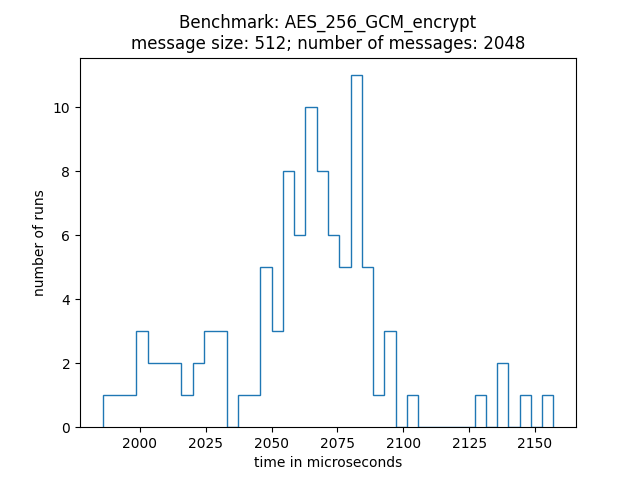 Benchmark: AES_256_GCM_encrypt
message size: 512; number of messages: 2048
number of runs
10
8
6
4
2
0
2000 2025 2050 2075 2100 2125 2150
time in microseconds